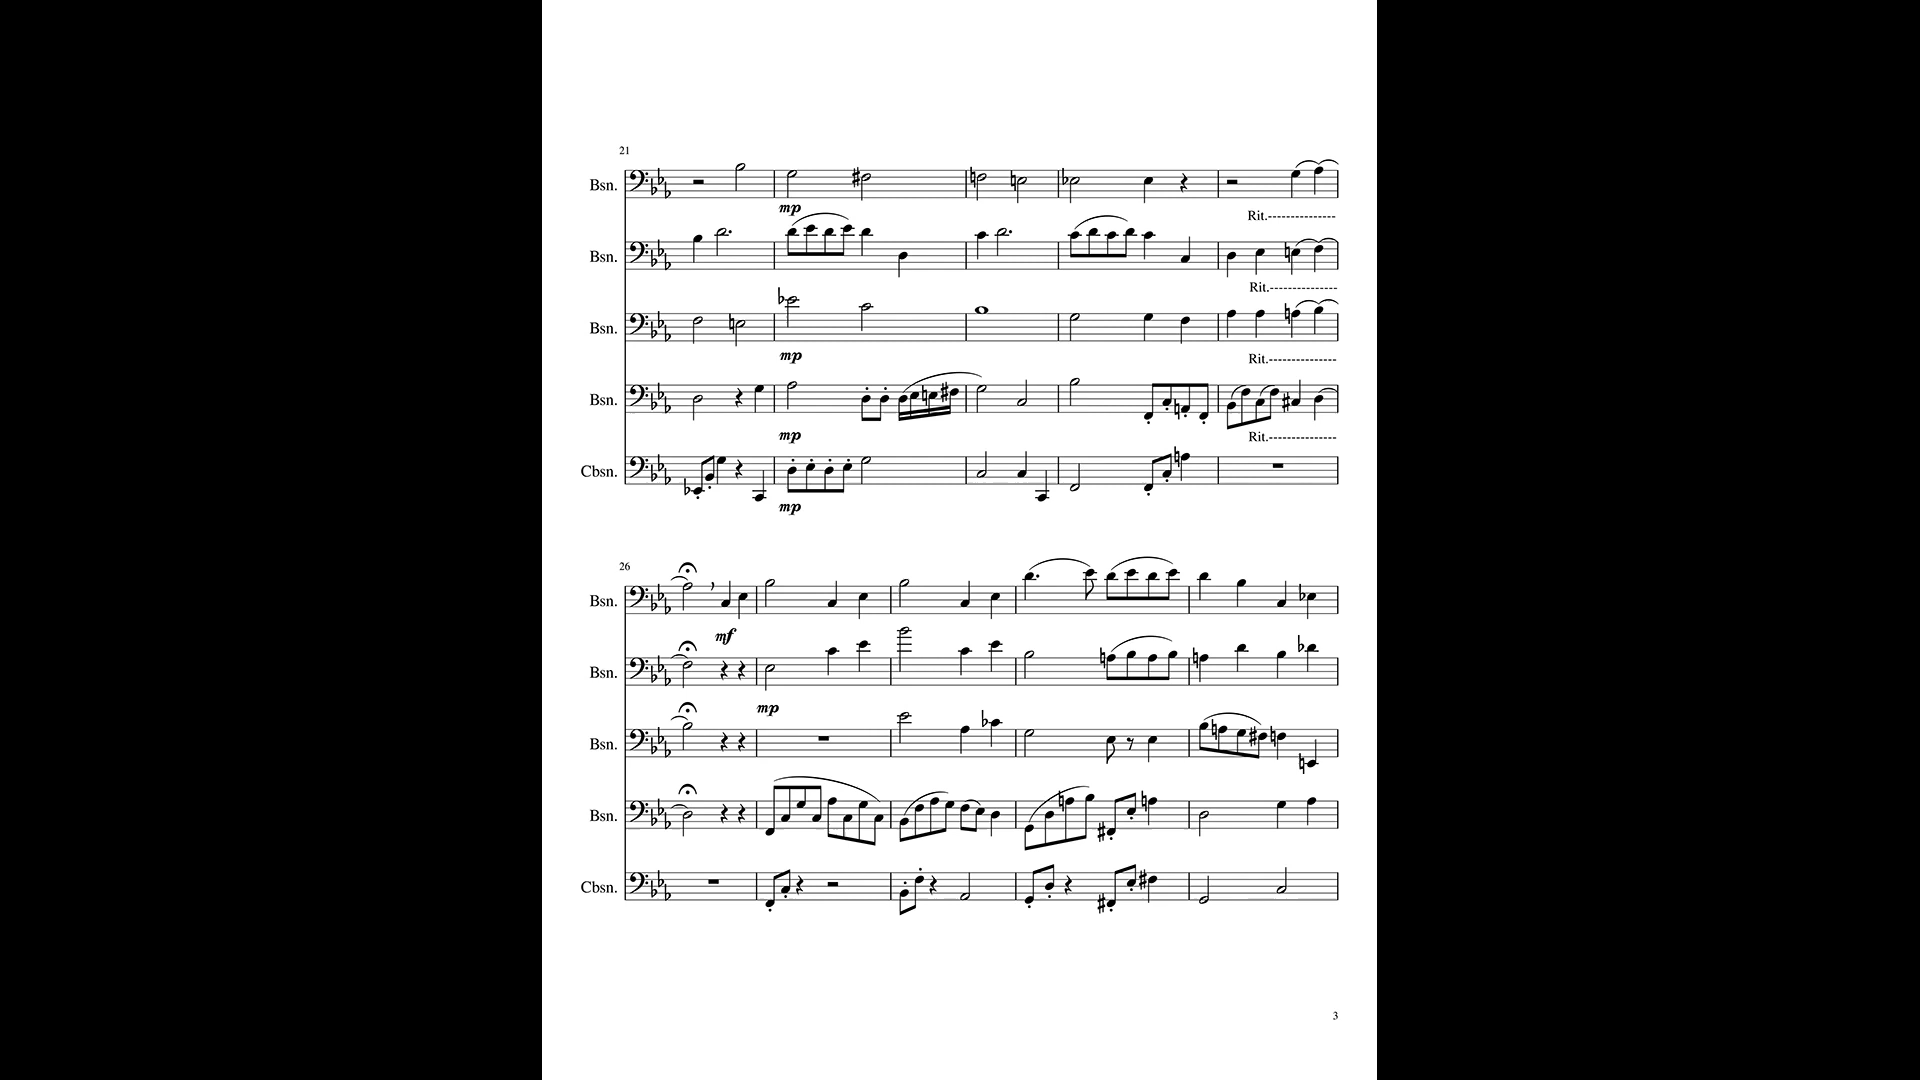 21
Bsn.
mp
Rit.---------------
Bsn.
Rit.---------------
Bsn.
mp
Rit.---------------
Bsn.
mp
Rit.---------------
Cbsn.
mp
26
Bsn.
mf
Bsn.
mp
Bsn.
Bsn.
Cbsn.
3